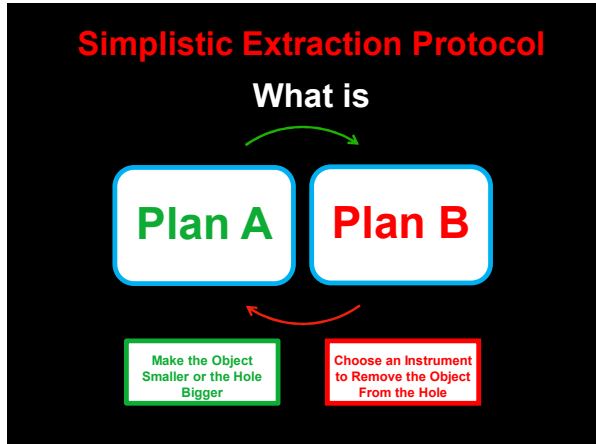 Simplistic Extraction Protocol
What is
Plan A
Plan B
Make the Object
Smaller or the Hole
Bigger
Choose an Instrument
to Remove the Object
From the Hole